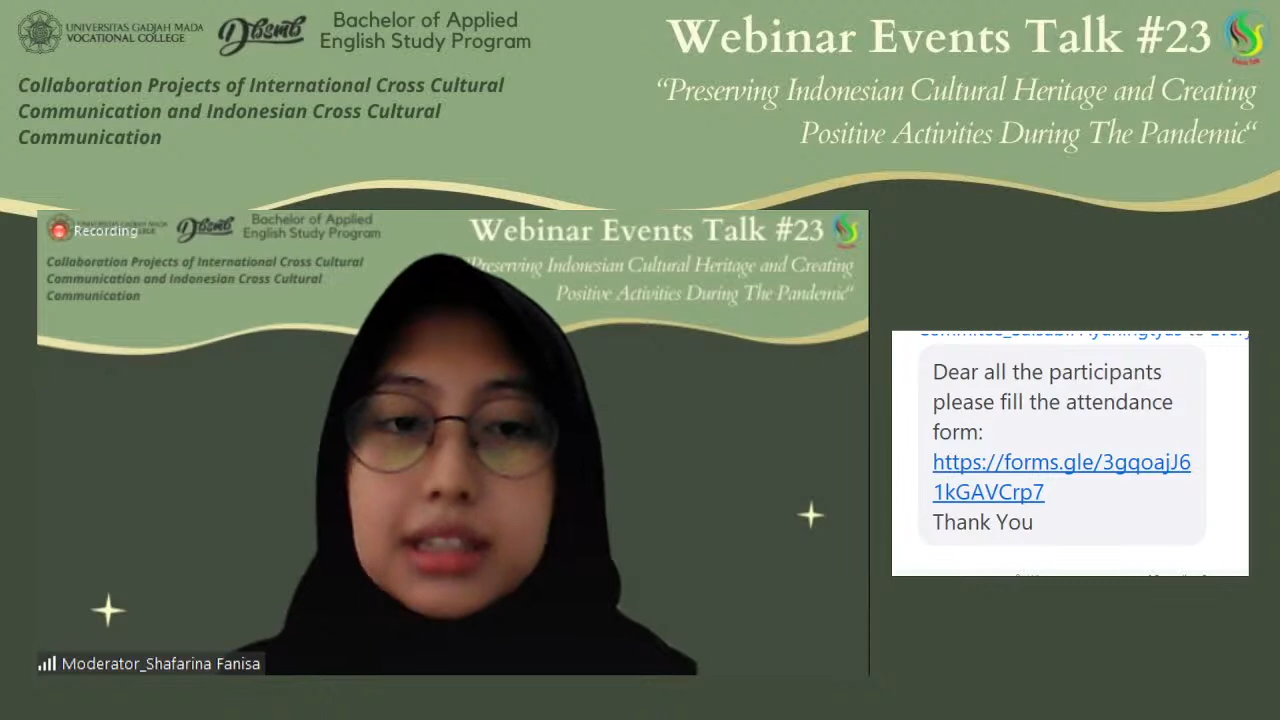 UNIVERSITAS GADJAH MADA
VOCATIONAL COLLEGE
Dbsmb
Bachelor of Applied
English Study Program
Collaboration Projects of International Cross Cultural
Communication and Indonesian Cross Cultural
Communication
Webinar Events Talk #23
“Preserving Indonesian Cultural Heritage and Creating
Positive Activities During The Pandemic“
Recording
Bachelor of Applied
English Study Program
Collaboration Projects of International Cross Cultural
Communication and Indonesian Cross Cultural
Communication
Webinar Events Talk #23
Preserving Indonesian Cultural Heritage and Creating
Positive Activities During The Pandemic“
Moderator_Shafarina Fanisa
Dear all the participants
please fill the attendance
form:
https://forms.gle/3gqoajJ6
1kGAVCrp7
Thank You